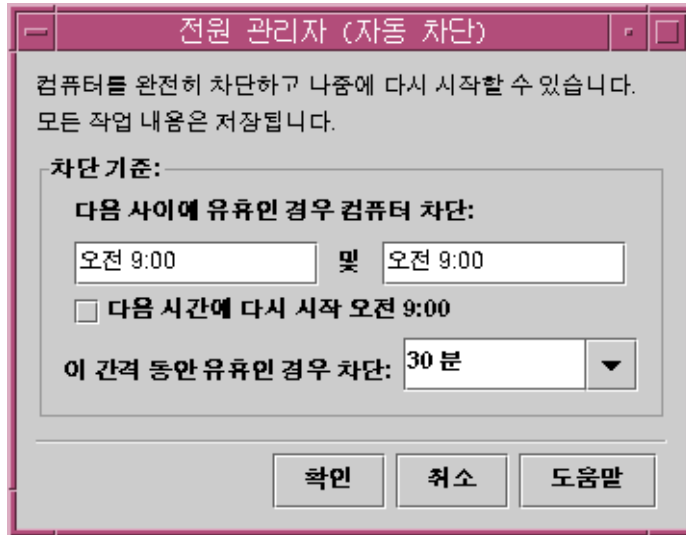 전원 관리자 (자동 차단)
컴퓨터를 완전히 차단하고 나중에 다시 시작할 수 있습니다.
모든 작업 내용은 저장됩니다.
차단 기준:
다음 사이에 유휴인 경우 컴퓨터 차단:
오전 9:00 및 오전 9:00
다음 시간에 다시 시작 오전 9:00
이 간격 동안 유휴인 경우 차단: 30 분
확인 취소 도움말